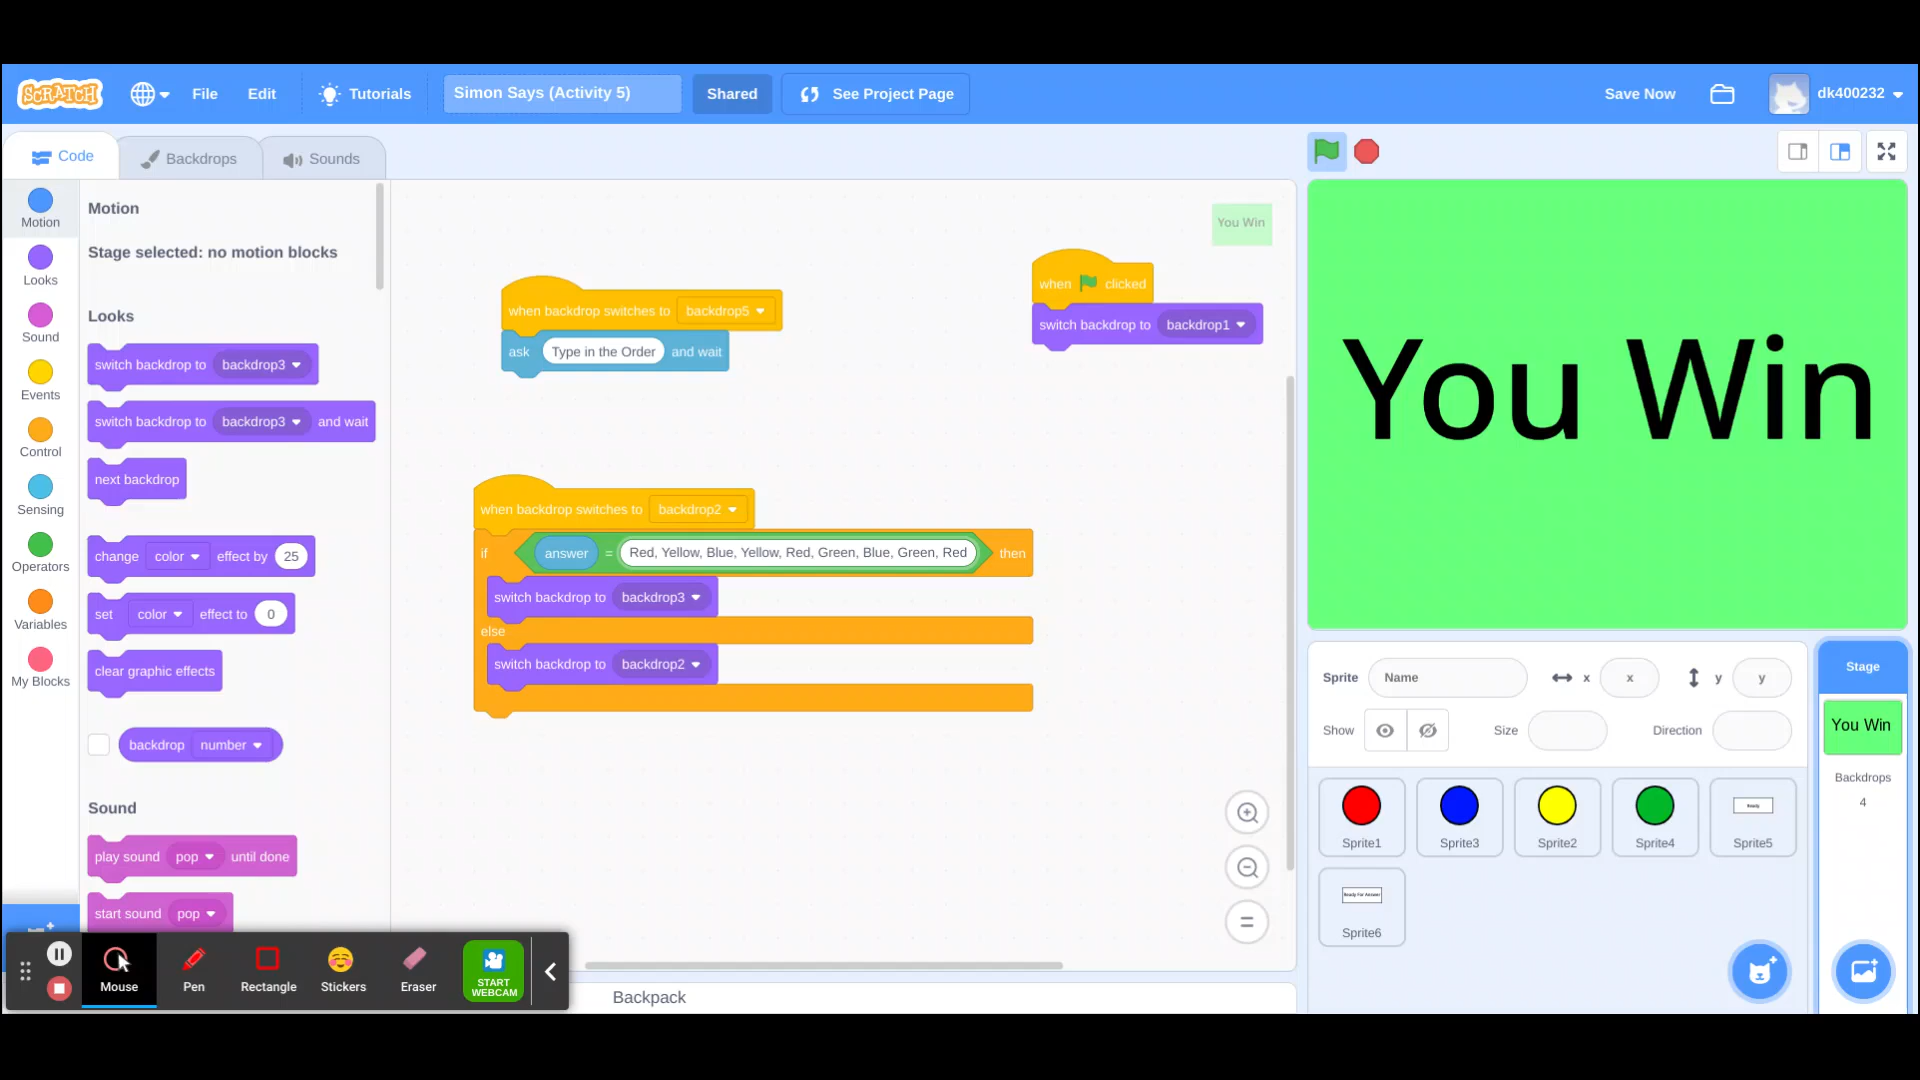 SCRATCH
File
Edit
Tutorials
Simon Says (Activity 5)
Shared
See Project Page
Save Now
dk400232
Code
Backdrops
Sounds
Motion
Looks
Sound
Events
Control
Sensing
Operators
Variables
My Blocks
Motion
Stage selected: no motion blocks
Looks
switch backdrop to backdrop3
switch backdrop to backdrop3 and wait
next backdrop
change color effect by 25
set color effect to 0
clear graphic effects
backdrop number
Sound
play sound pop until done
start sound pop
You Win
when backdrop switches to backdrop5
ask Type in the Order and wait
when clicked
switch backdrop to backdrop1
when backdrop switches to backdrop2
if answer = Red, Yellow, Blue, Yellow, Red, Green, Blue, Green, Red then
switch backdrop to backdrop3
else
switch backdrop to backdrop2
Backpack
You Win
Sprite Name x x y y
Show Size Direction
Sprite1
Sprite3
Sprite2
Sprite4
Ready
Sprite5
Ready For Answer
Sprite6
Stage
You Win
Backdrops
4
Mouse
Pen
Rectangle
Stickers
Eraser
START
WEBCAM